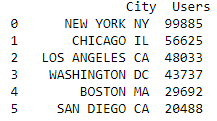 City Users
0 NEW YORK NY 99885
1 CHICAGO IL 56625
2 LOS ANGELES CA 48033
3 WASHINGTON DC 43737
4 BOSTON MA 29692
5 SAN DIEGO CA 20488